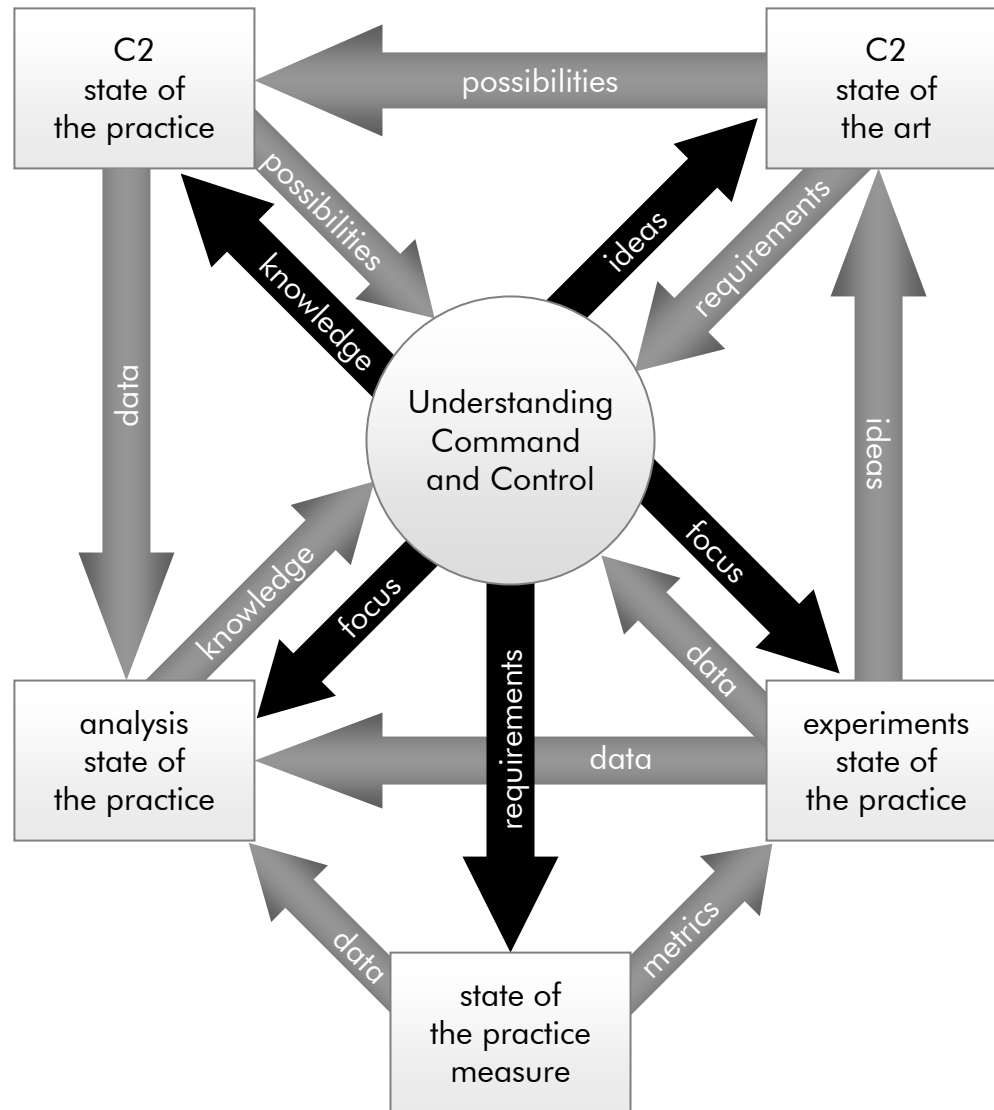 C2
state of
the practice
possibilities
C2
state of
the art
possibilities
knowledge
ideas
requirements
data
Understanding
Command
and Control
ideas
knowledge
focus
focus
data
requirements
analysis
state of
the practice
data
experiments
state of
the practice
data
metrics
state of
the practice
measure